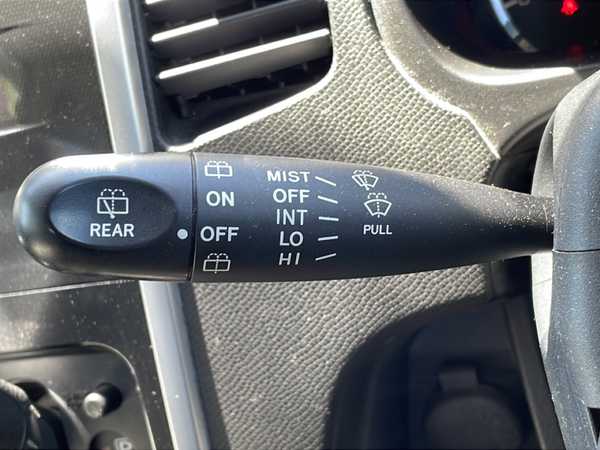 REAR
ON
OFF
MIST
OFF
INT
LO
HI
PULL